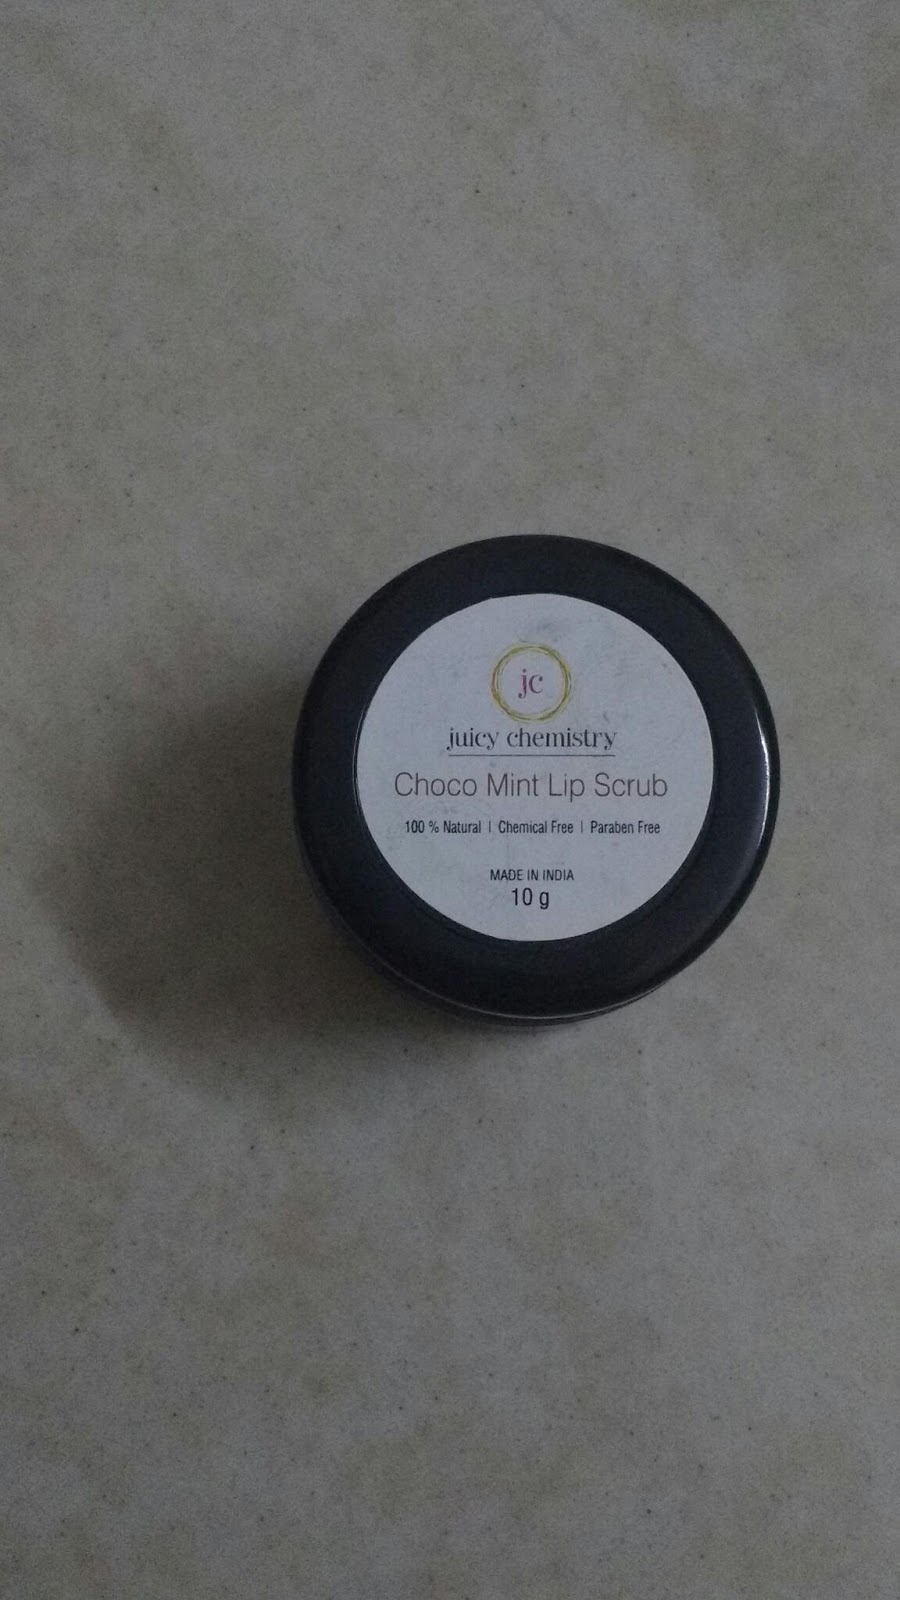 jc
juicy chemistry
Choco Mint Lip Scrub
100 % Natural | Chemical Free | Paraben Free
MADE IN INDIA
10 g